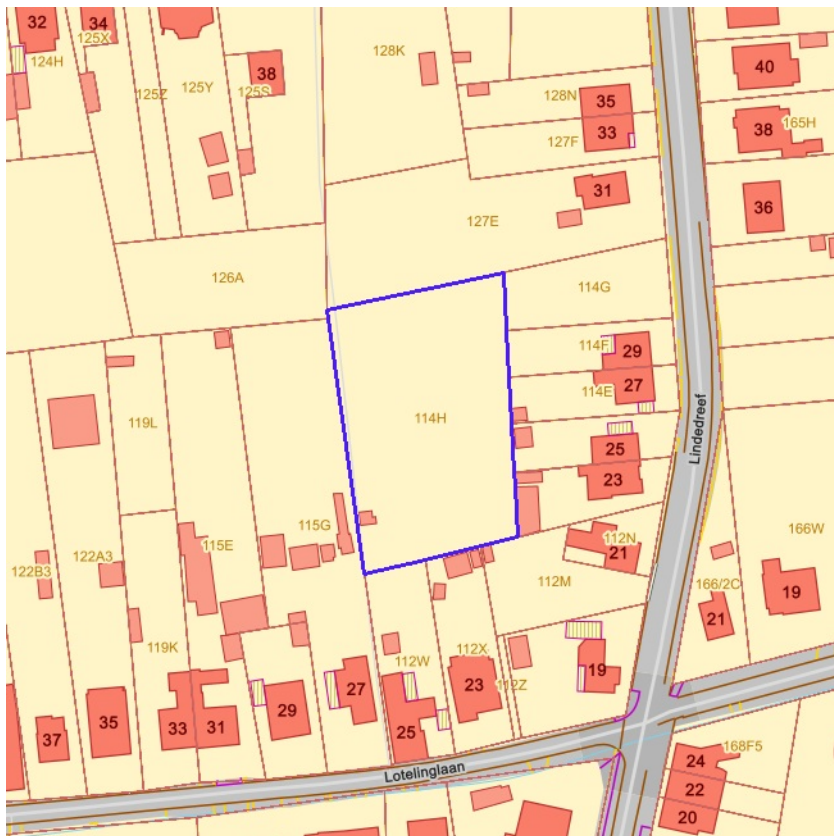 32
34
125X
124H
125Z
125Y
38
125S
128K
128N
35
127F
33
40
38
165H
31
36
127E
126A
114G
114F
29
114E
27
114H
25
23
Lindedreef
119L
115G
115E
122B3
122A3
119K
112N
21
112M
166W
166/2C
19
21
112W
112X
112Z
37
35
33
31
29
27
25
23
19
Lotelinglaan
168F5
24
22
20